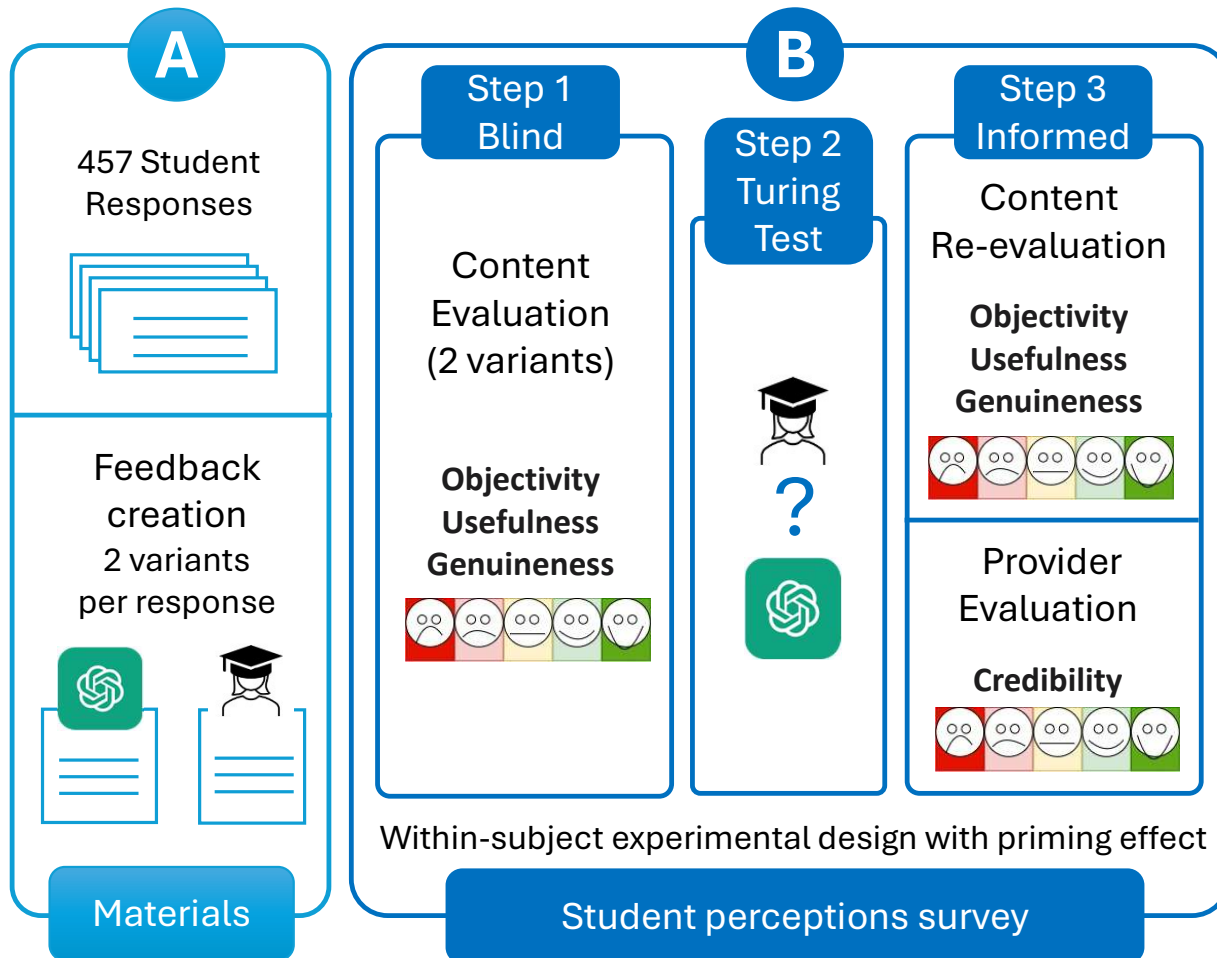 A
457 Student
Responses
Feedback
creation
2 variants
per response
Materials
B
Step 1
Blind
Content
Evaluation
(2 variants)
Objectivity
Usefulness
Genuineness
Step 2
Turing
Test
?
Step 3
Informed
Content
Re-evaluation
Objectivity
Usefulness
Genuineness
Provider
Evaluation
Credibility
Within-subject experimental design with priming effect
Student perceptions survey